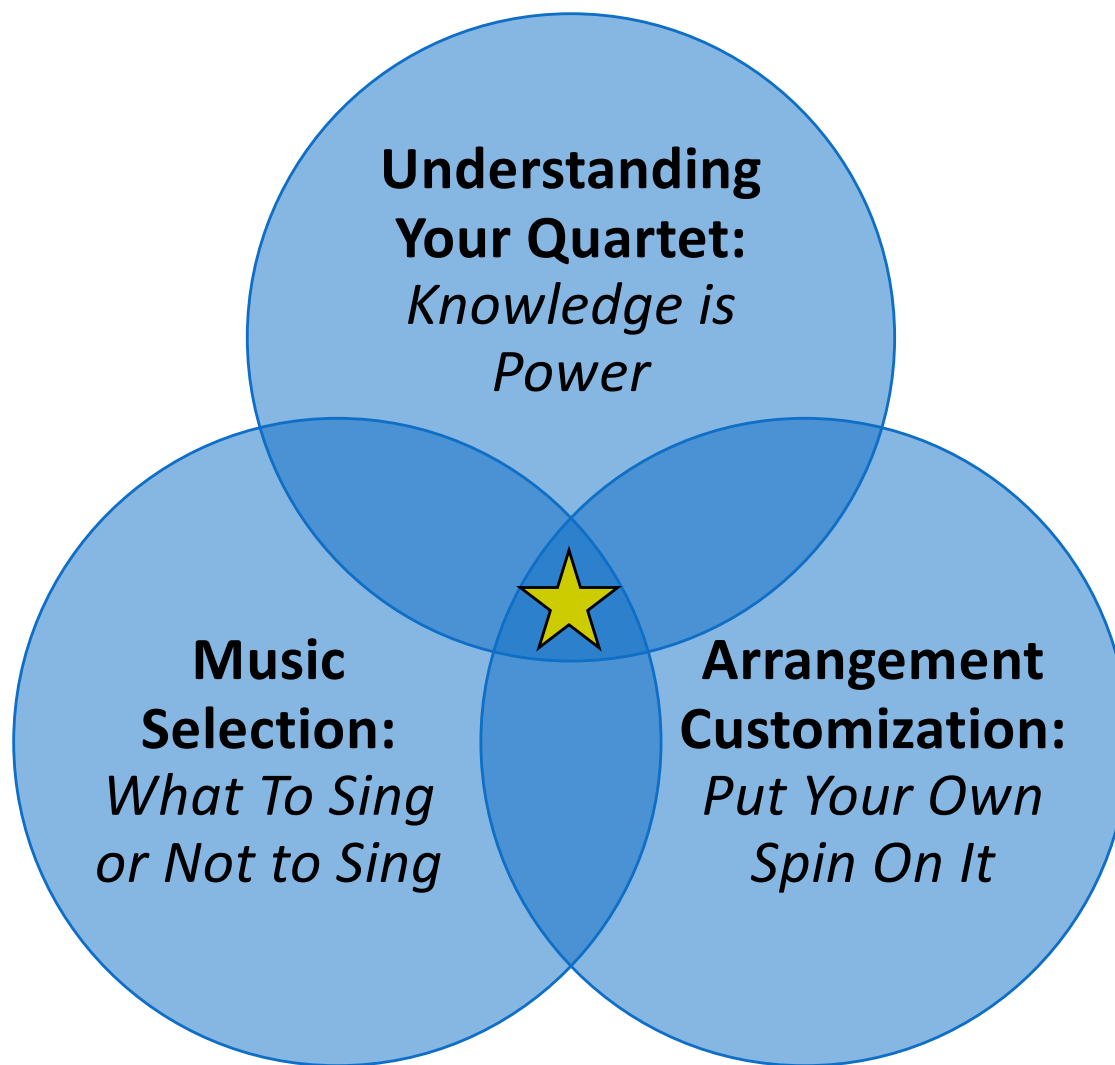 Understanding
Your Quartet:
Knowledge is
Power
Music
Selection:
What To Sing
or Not to Sing
Arrangement
Customization:
Put Your Own
Spin On It